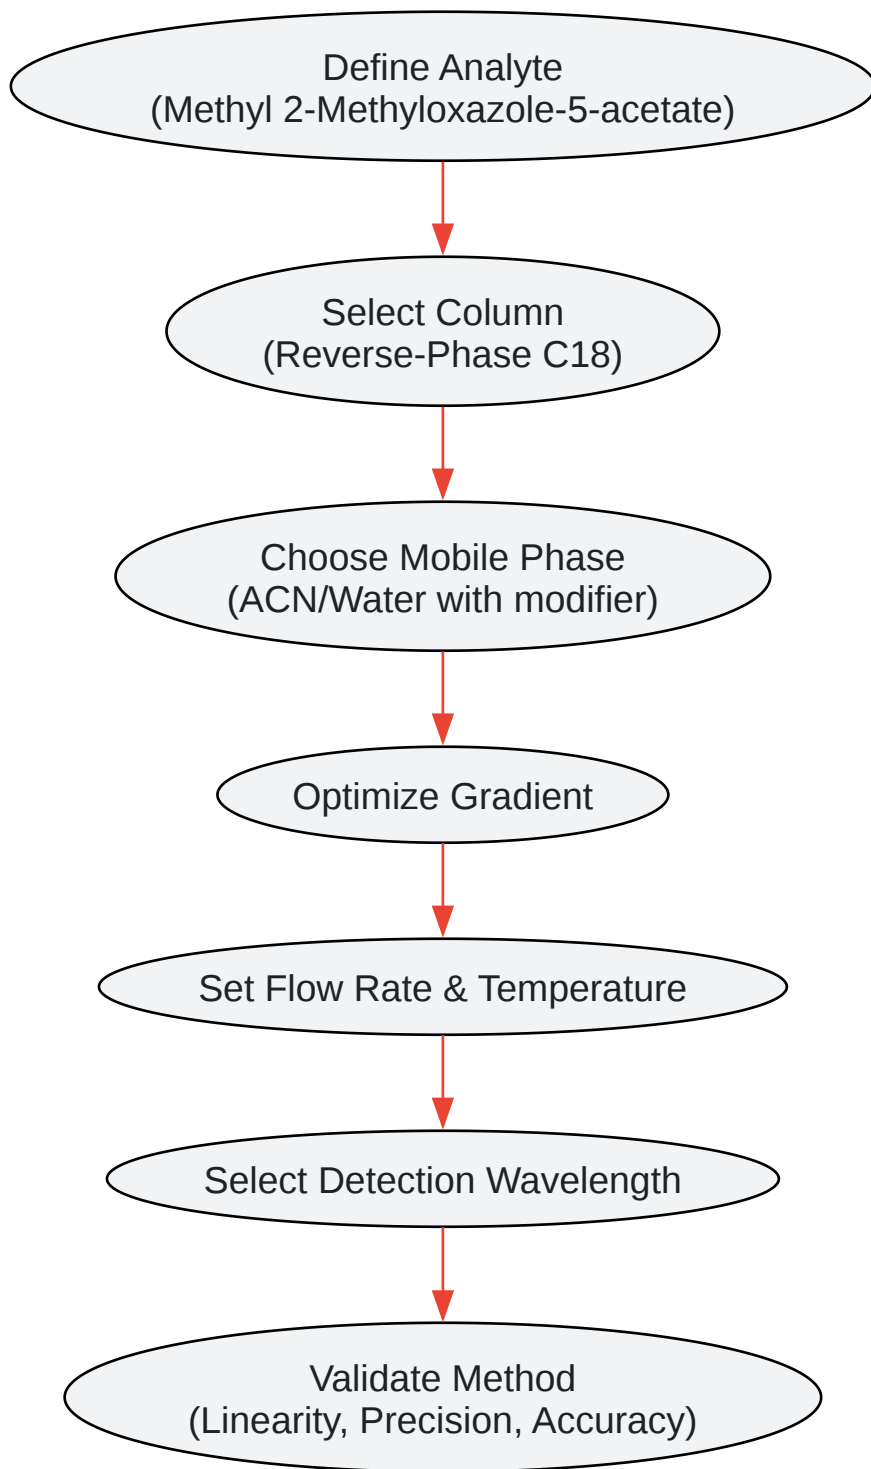 Define Analyte
(Methyl 2-Methyloxazole-5-acetate)
Select Column
(Reverse-Phase C18)
Choose Mobile Phase
(ACN/Water with modifier)
Optimize Gradient
Set Flow Rate & Temperature
Select Detection Wavelength
Validate Method
(Linearity, Precision, Accuracy)